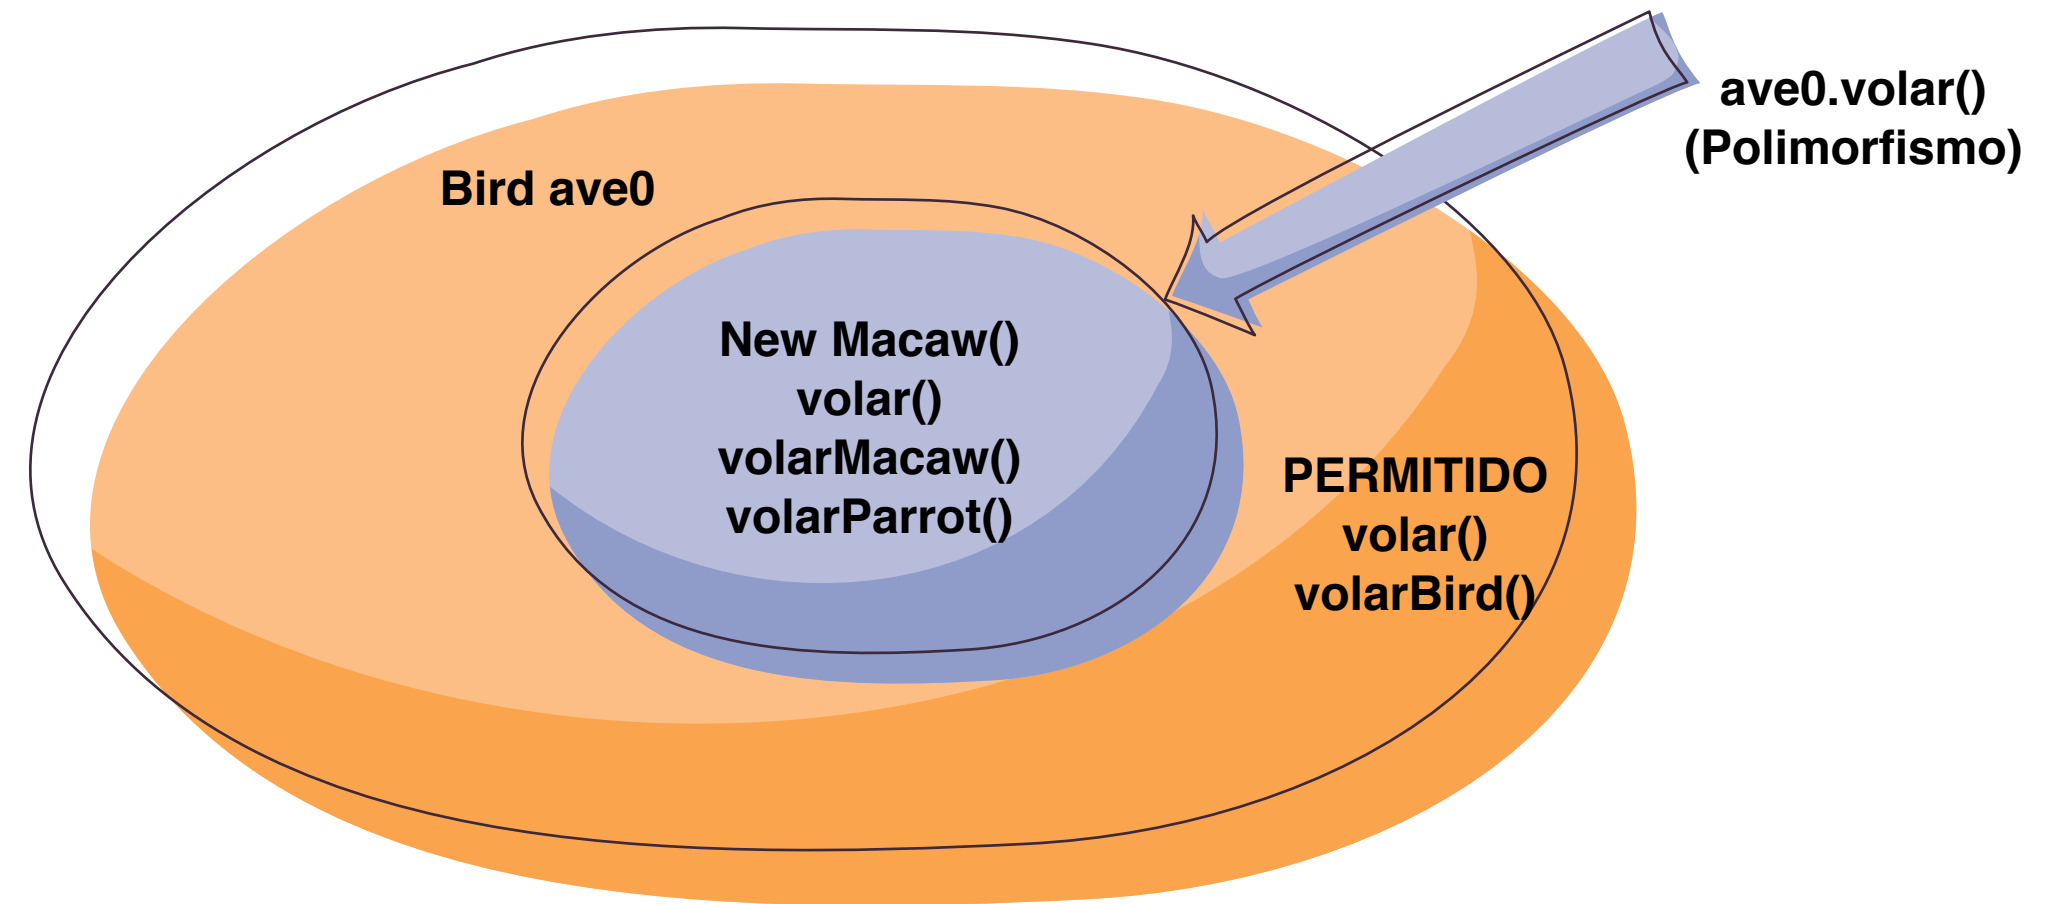 ave0.volar()
(Polimorfismo)
Bird ave0
New Macaw()
volar()
volarMacaw()
volarParrot()
PERMITIDO
volar()
volarBird()